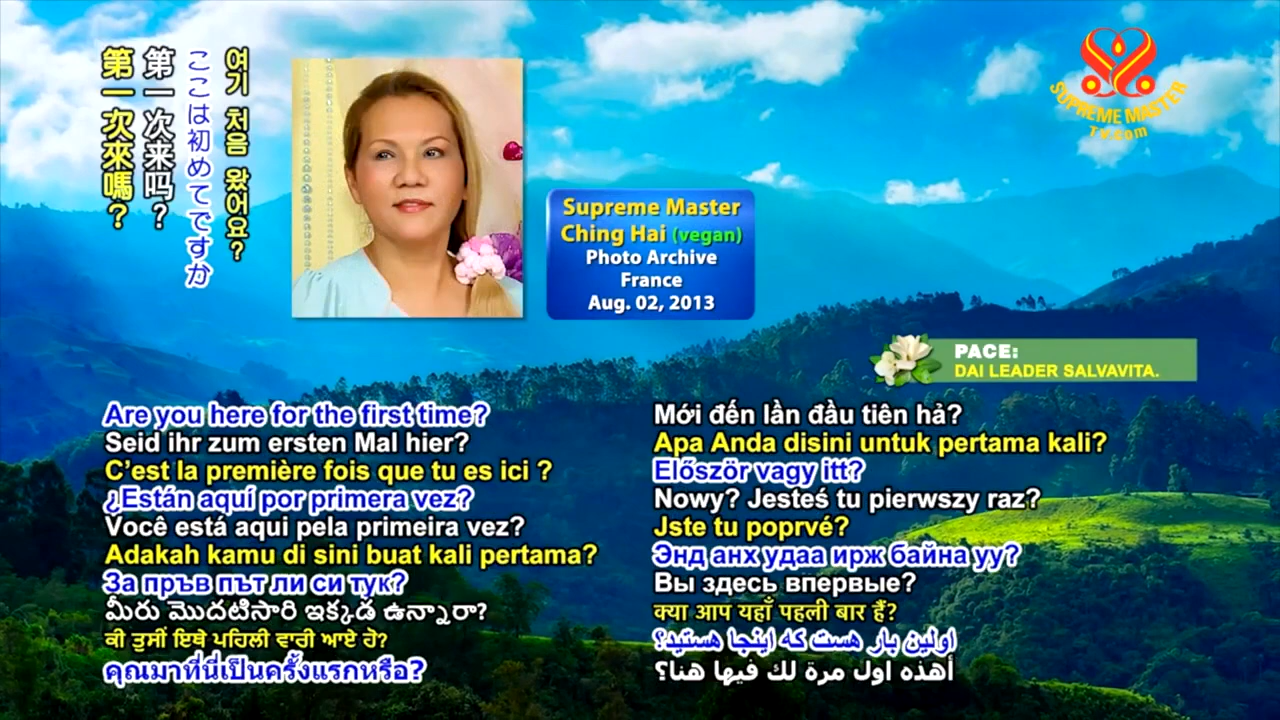 第一次來嗎？
第一次来吗？
ここは初めてですか
여기 처음 왔어요?
SUPREME MASTER
TV.com
Supreme Master
Ching Hai (vegan)
Photo Archive
France
Aug. 02, 2013
PACE:
DAI LEADER SALVAVITA.
Are you here for the first time?
Seid ihr zum ersten Mal hier?
C’est la première fois que tu es ici ?
¿Están aquí por primera vez?
Você está aqui pela primeira vez?
Adakah kamu di sini buat kali pertama?
За пръв път ли си тук?
మీరు మొదటిసారి ఇక్కడ ఉన్నారా?
ਕੀ ਤੁਸੀਂ ਇਥੇ ਪਹਿਲੀ ਵਾਰੀ ਆਏ ਹੋ?
คุณมาที่นี่เป็นครั้งแรกหรือ?
Mới đến lần đầu tiên hả?
Apa Anda disini untuk pertama kali?
Először vagy itt?
Nowy? Jesteś tu pierwszy raz?
Jste tu poprvé?
Энд анх удаа ирж байна уу?
Вы здесь впервые?
क्या आप यहाँ पहली बार हैं?
اولین بار هست که اینجا هستید؟
أهذه اول مرة لك فيها هنا؟